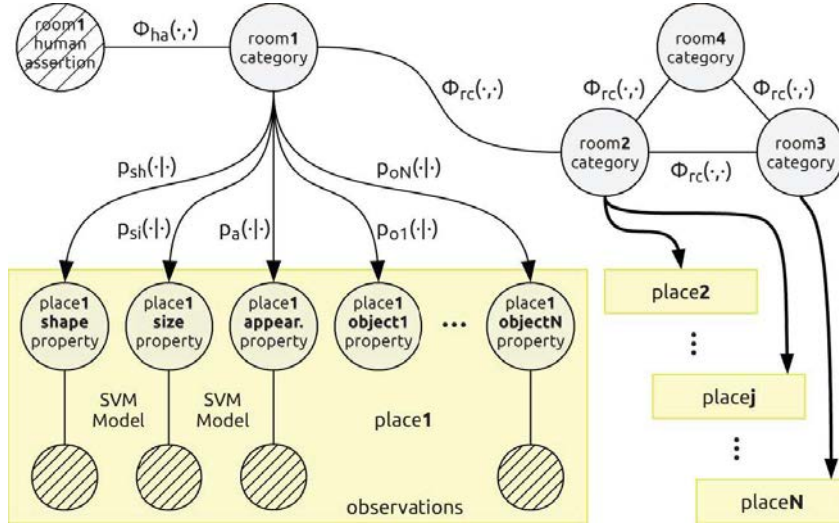 room1
human
assertion
Φha(·,·)
room1
category
Φrc(·,·)
room4
category
Φrc(·,·)
Φrc(·,·)
room2
category
room3
category
Φrc(·,·)
psh(·|·)
poN(·|·)
psi(·|·)
pa(·|·)
po1(·|·)
place1
shape
property
place1
size
property
place1
appear.
property
place1
object1
property
...
place1
objectN
property
SVM
Model
SVM
Model
place1
observations
place2
placej
placeN